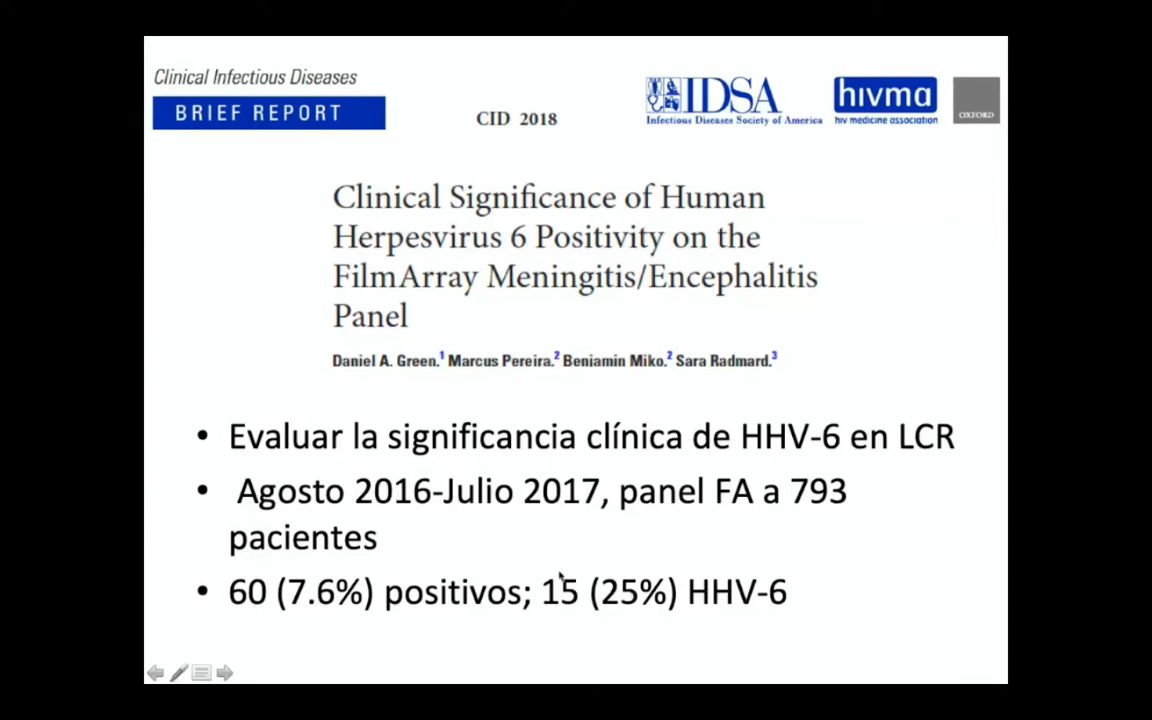 Clinical Infectious Diseases
BRIEF REPORT
CID 2018
IDSA
Infectious Diseases Society of America
hivma
hiv medicine association
OXFORD
Clinical Significance of Human
Herpesvirus 6 Positivity on the
FilmArray Meningitis/Encephalitis
Panel
Daniel A. Green,1 Marcus Pereira,2 Benjamin Miko,2 Sara Radmard,3
• Evaluar la significancia clínica de HHV-6 en LCR
• Agosto 2016-Julio 2017, panel FA a 793
pacientes
• 60 (7.6%) positivos; 15 (25%) HHV-6